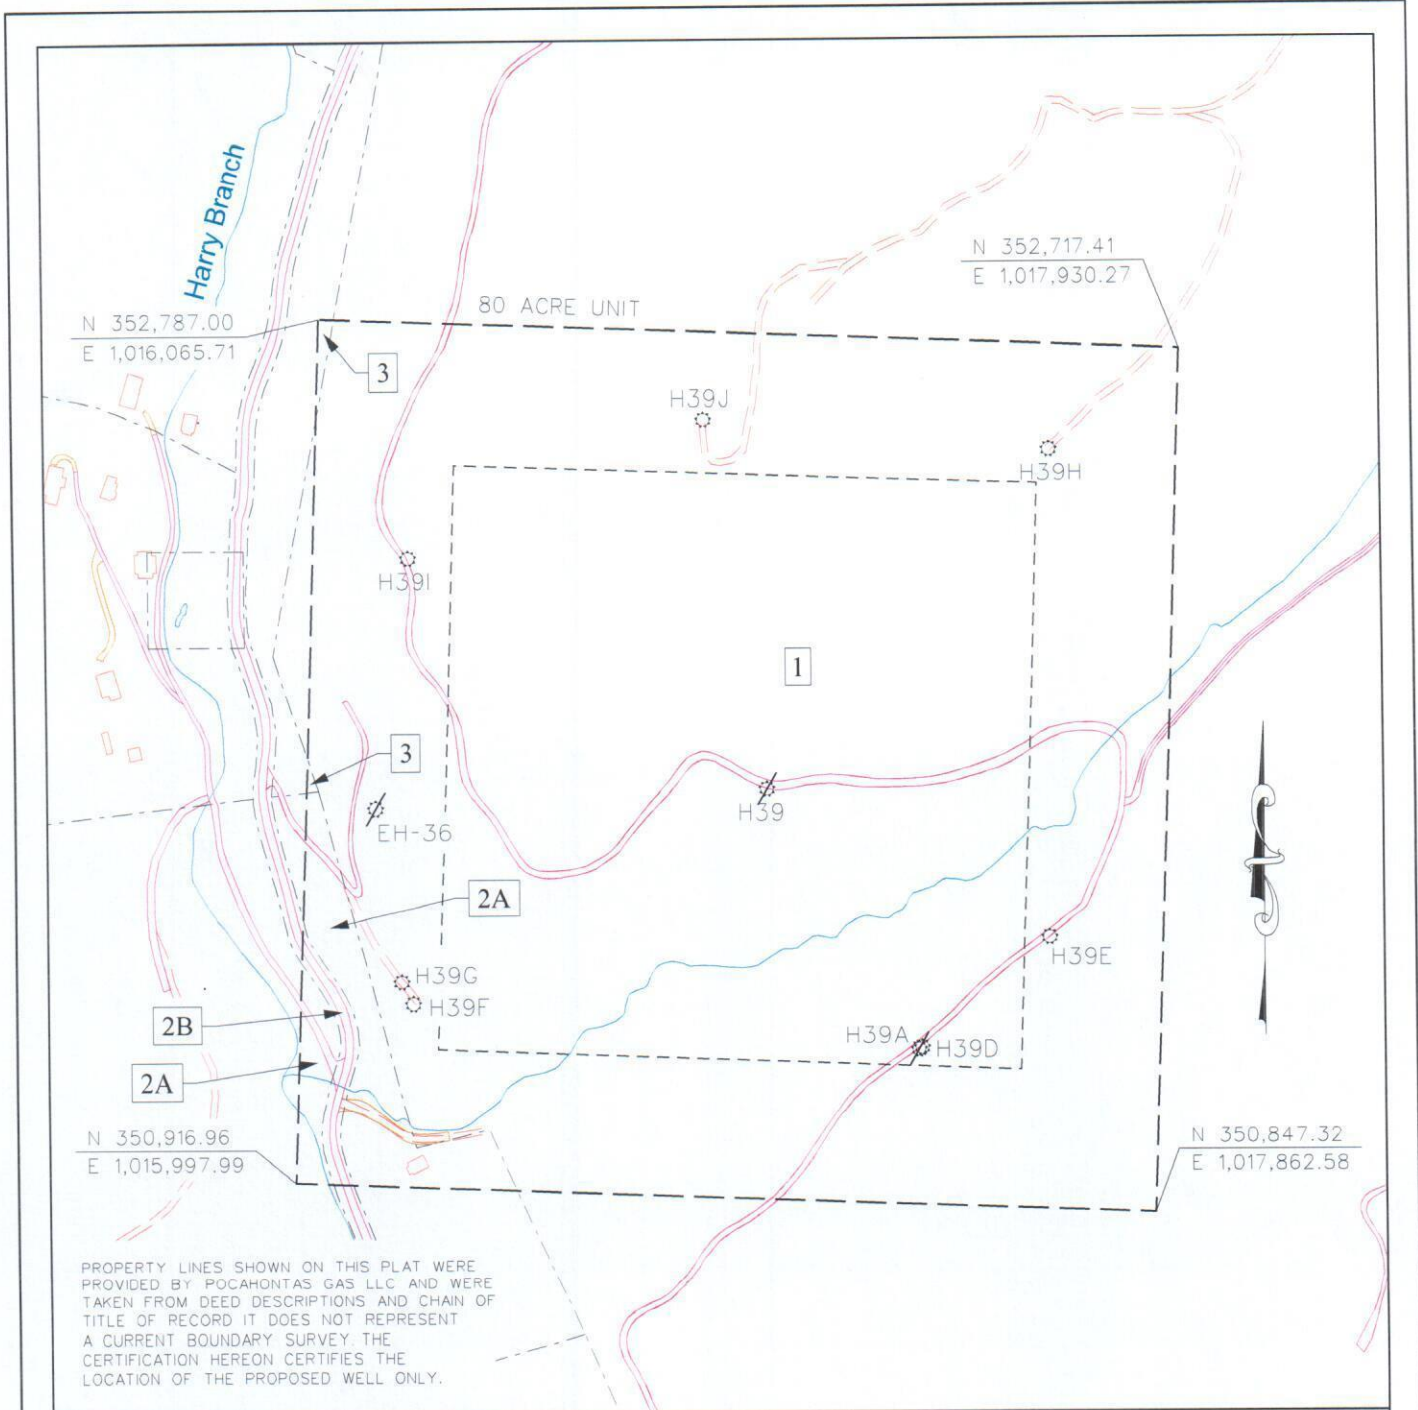 Harry Branch
N 352,717.41
E 1,017,930.27
80 ACRE UNIT
N 352,787.00
E 1,016,065.71
3
H39J
H39H
H39I
1
3
H39
EH-36
2A
H39E
H39G
H39F
2B
H39A
H39D
2A
N 350,916.96
E 1,015,997.99
N 350,847.32
E 1,017,862.58
PROPERTY LINES SHOWN ON THIS PLAT WERE
PROVIDED BY POCAHONTAS GAS LLC AND WERE
TAKEN FROM DEED DESCRIPTIONS AND CHAIN OF
TITLE OF RECORD IT DOES NOT REPRESENT
A CURRENT BOUNDARY SURVEY. THE
CERTIFICATION HEREON CERTIFIES THE
LOCATION OF THE PROPOSED WELL ONLY.